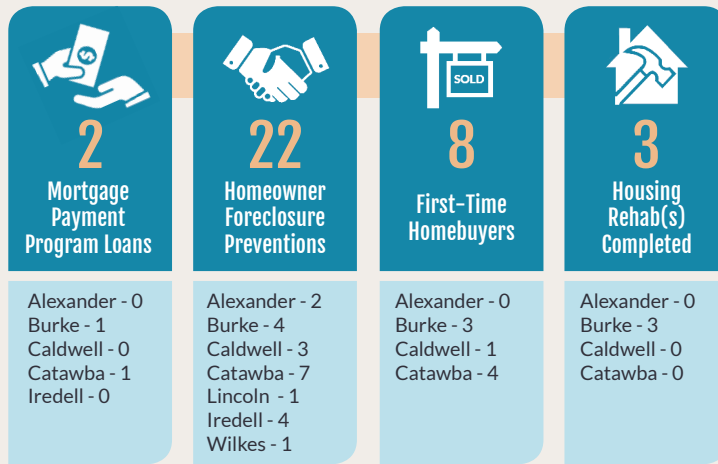 2
Mortgage
Payment
Program Loans
Alexander - 0
Burke - 1
Caldwell - 0
Catawba - 1
Iredell - 0
22
Homeowner
Foreclosure
Preventions
Alexander - 2
Burke - 4
Caldwell - 3
Catawba - 7
Lincoln - 1
Iredell - 4
Wilkes - 1
SOLD
8
First-Time
Homebuyers
Alexander - 0
Burke - 3
Caldwell - 1
Catawba - 4
3
Housing
Rehab(s)
Completed
Alexander - 0
Burke - 3
Caldwell - 0
Catawba - 0